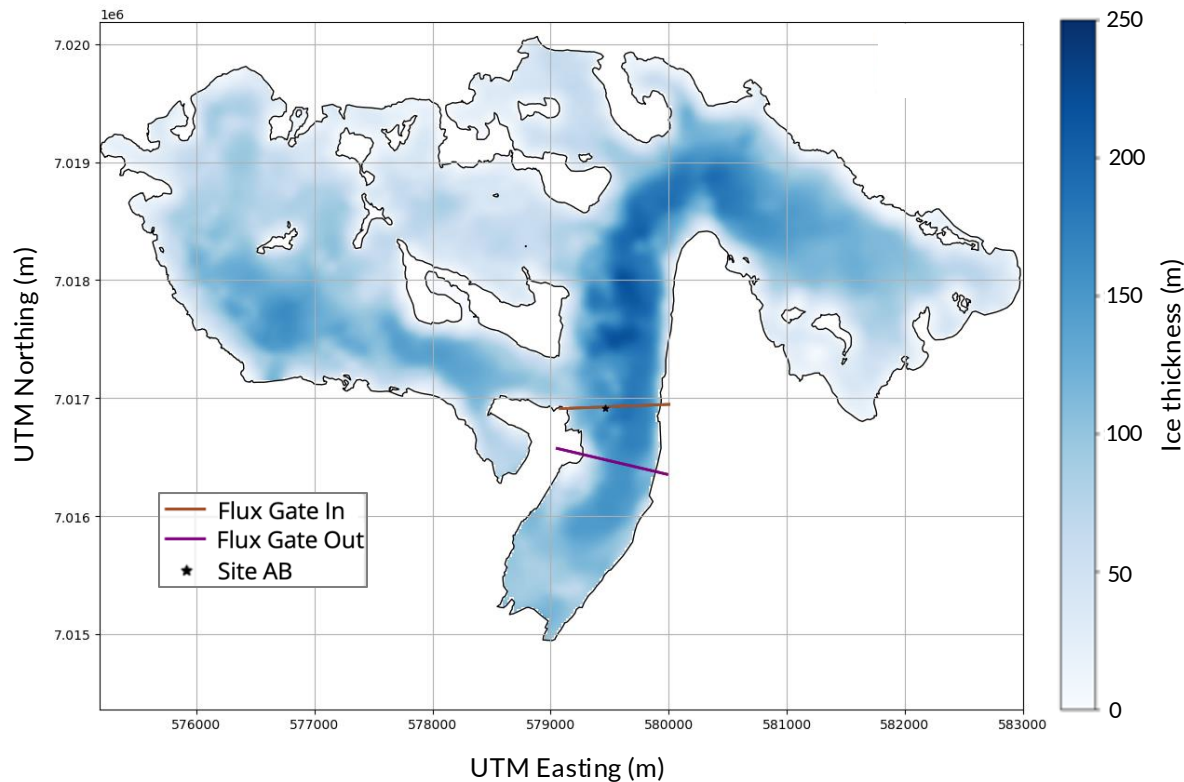 1e6
7.020
7.019
7.018
7.017
7.016
7.015
UTM Northing (m)
Flux Gate In
Flux Gate Out
Site AB
576000 577000 578000 579000 580000 581000 582000 583000
UTM Easting (m)
250
200
150
100
50
0
Ice thickness (m)